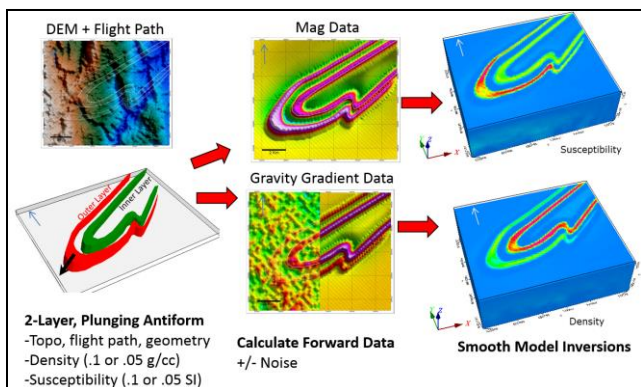 DEM + Flight Path
Mag Data
Susceptibility
Outer Layer
Inner Layer
Gravity Gradient Data
Density
2-Layer, Plunging Antiform
-Topo, flight path, geometry
-Density (.1 or .05 g/cc)
-Susceptibility (.1 or .05 SI)
Calculate Forward Data
+/- Noise
Smooth Model Inversions